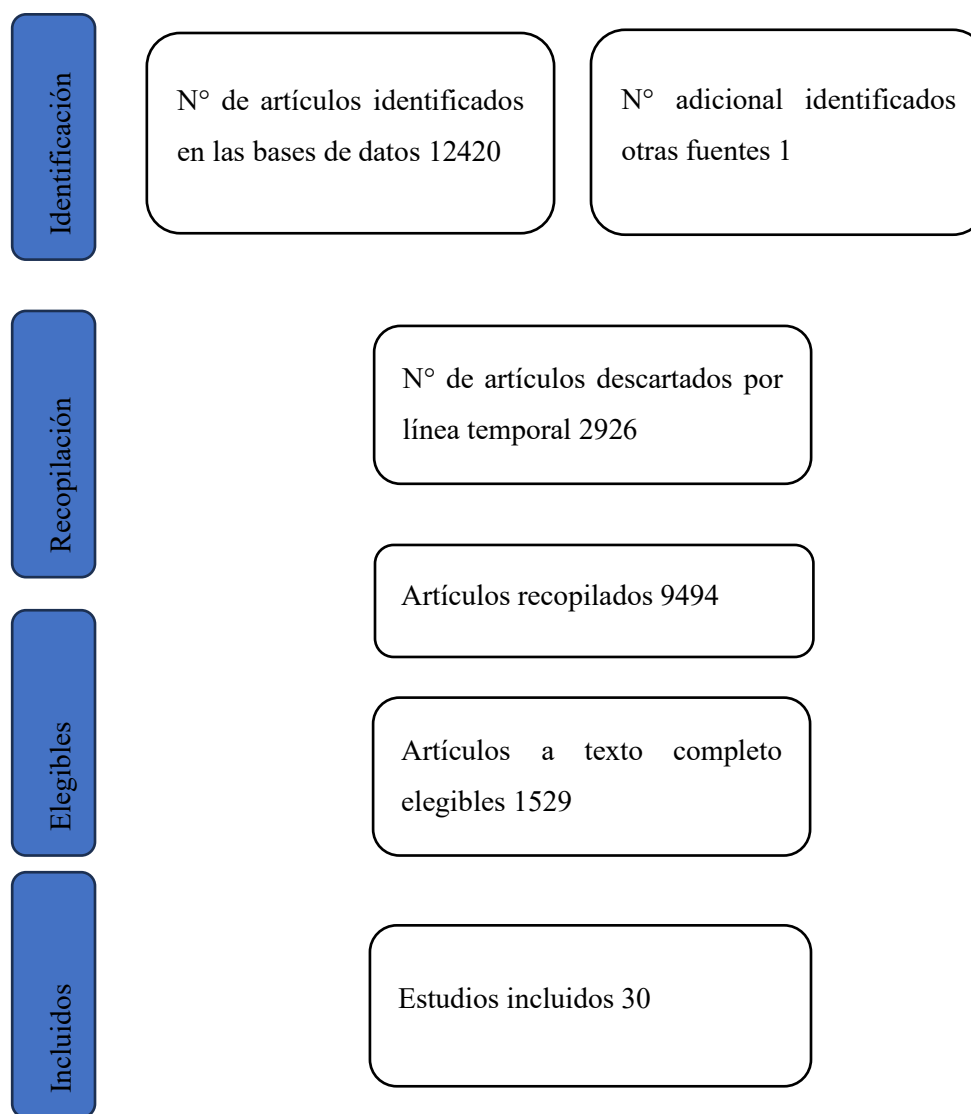 Identificación
N° de artículos identificados
en las bases de datos 12420
N° adicional identificados
otras fuentes 1
Recopilación
N° de artículos descartados por
línea temporal 2926
Artículos recopilados 9494
Elegibles
Artículos a texto completo
elegibles 1529
Incluidos
Estudios incluidos 30